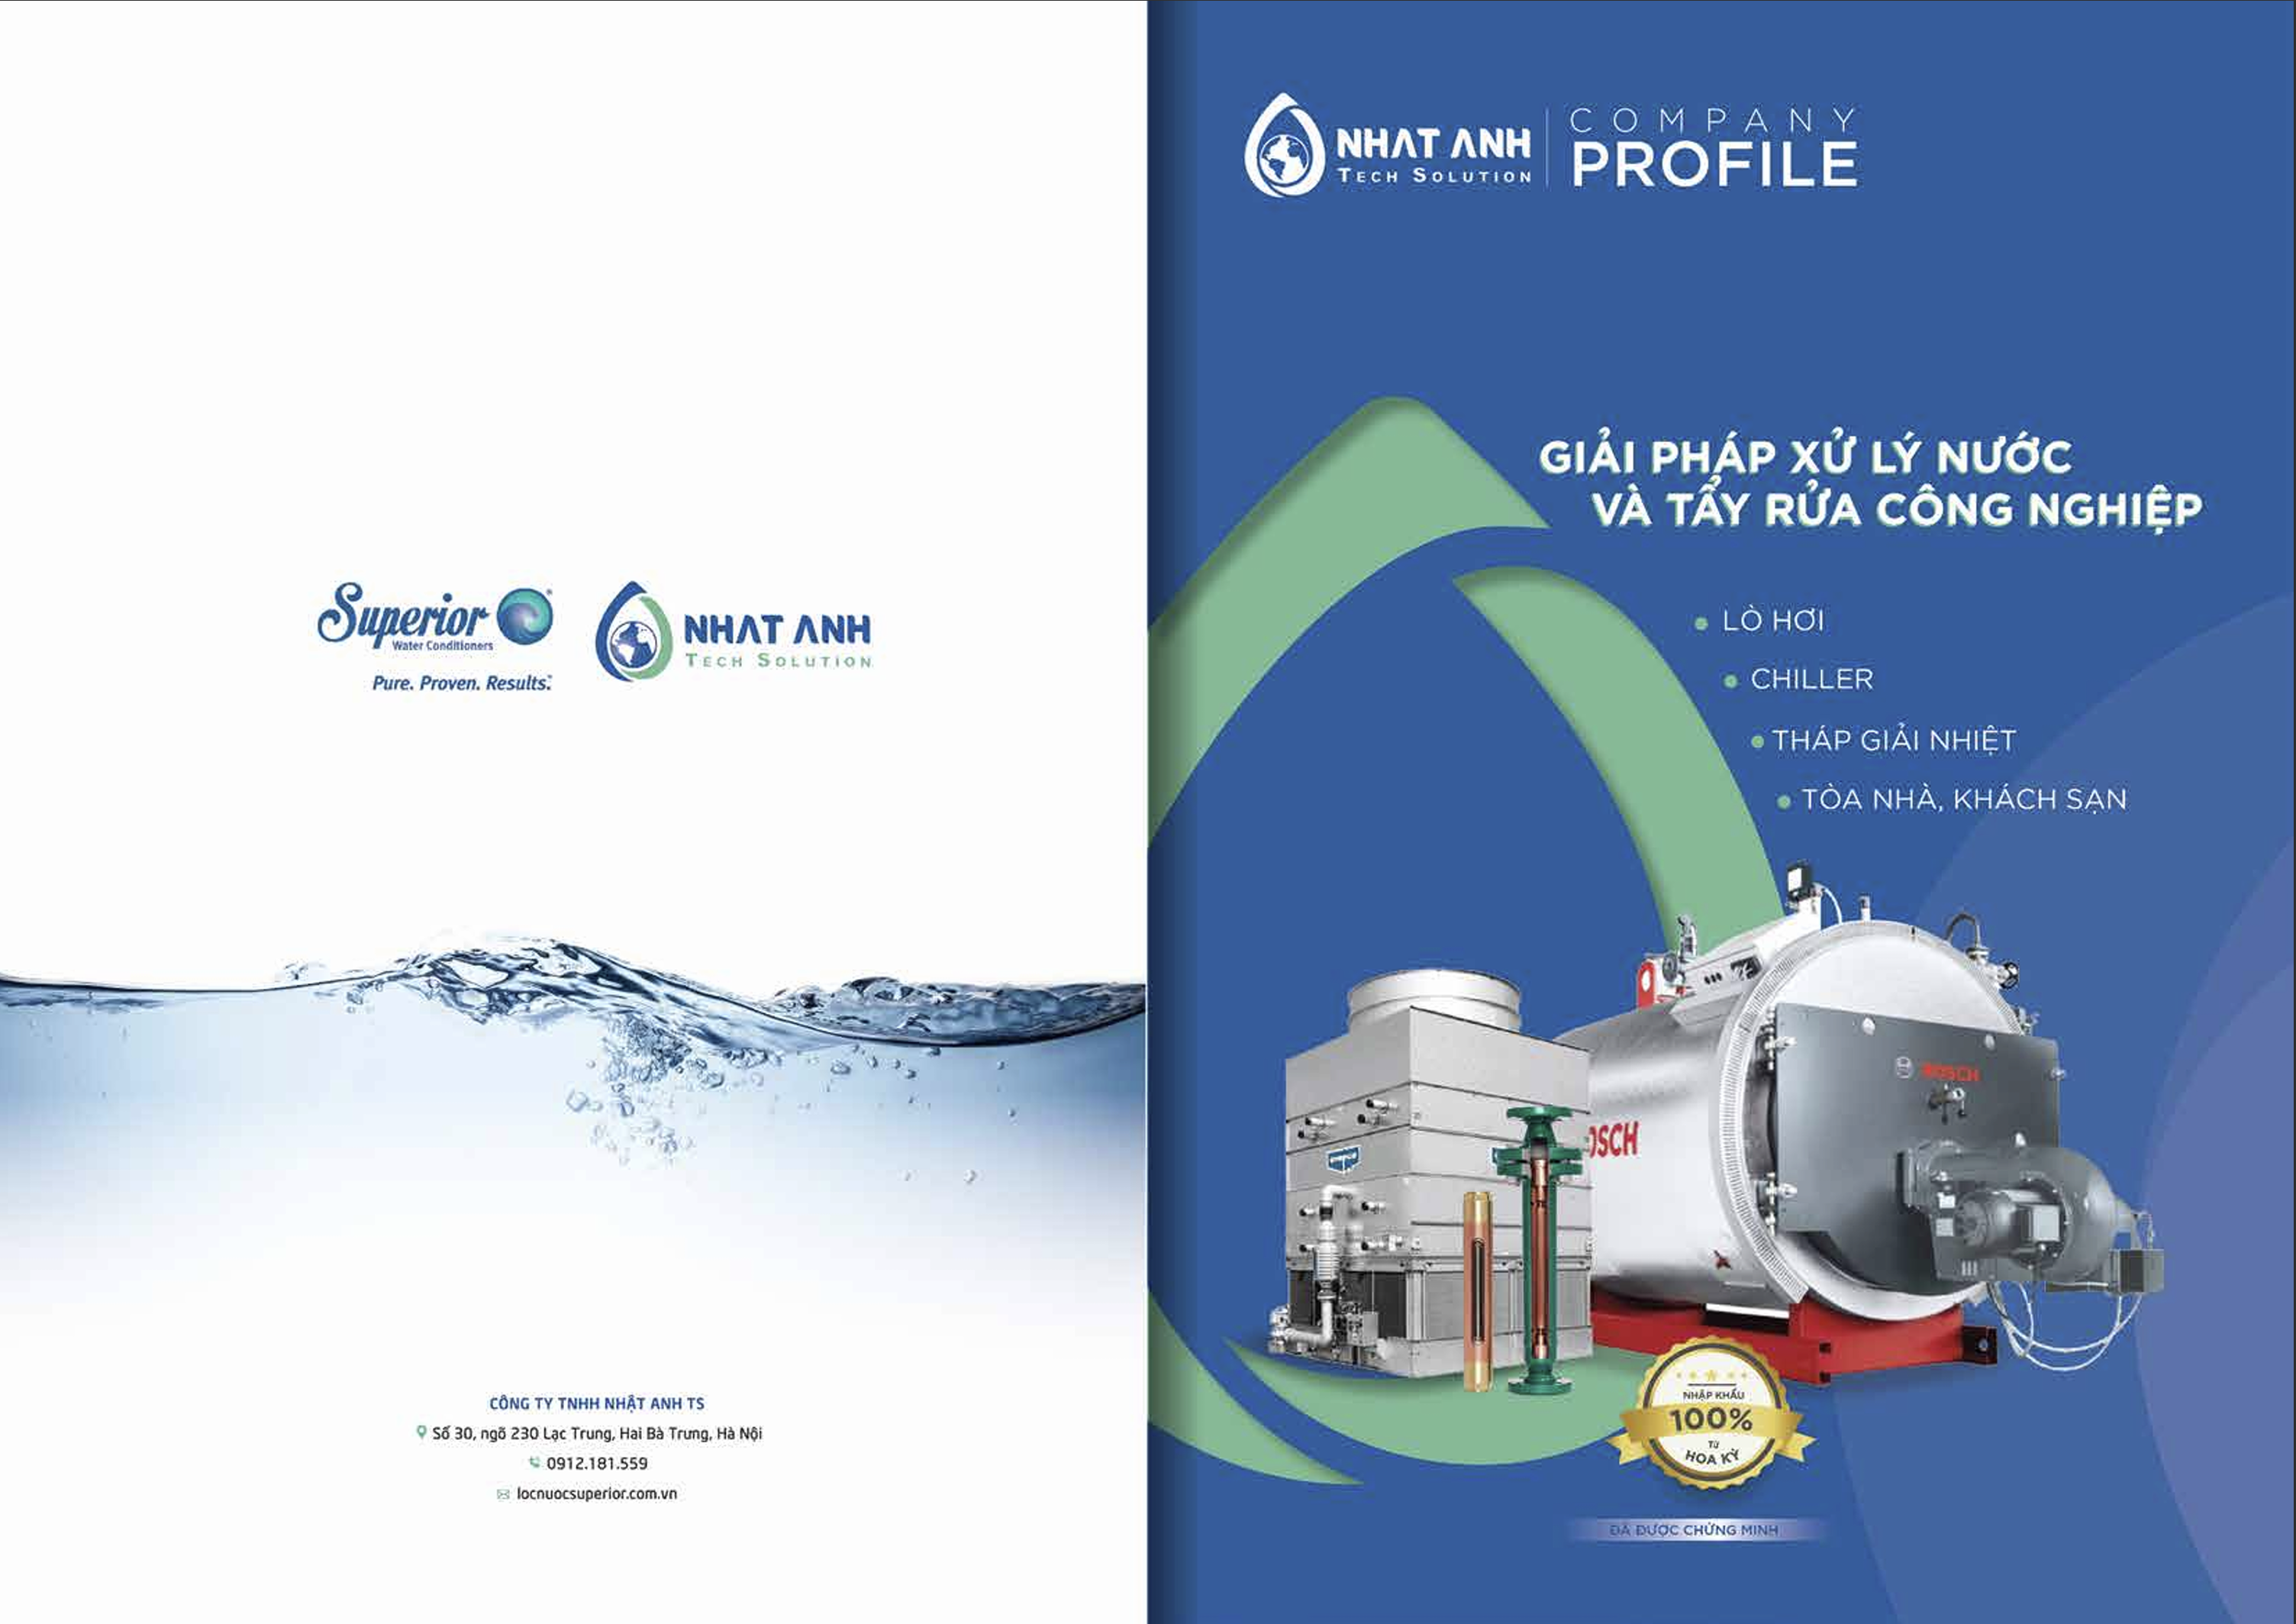 Superior
Water Conditioners
Pure. Proven. Results.
NHAT ANH
TECH SOLUTION
CÔNG TY TNHH NHẬT ANH TS
Số 30, ngõ 230 Lạc Trung, Hai Bà Trưng, Hà Nội
0912.181.559
locnuocsuperior.com.vn
NHAT ANH
TECH SOLUTION
COMPANY
PROFILE
GIẢI PHÁP XỬ LÝ NƯỚC
VÀ TẨY RỬA CÔNG NGHIỆP
LÒ HƠI
CHILLER
THÁP GIẢI NHIỆT
TÒA NHÀ, KHÁCH SẠN
BOSCH
OSCH
NHẬP KHẨU
100%
TỪ
HOA KỲ
ĐÃ ĐƯỢC CHỨNG MINH